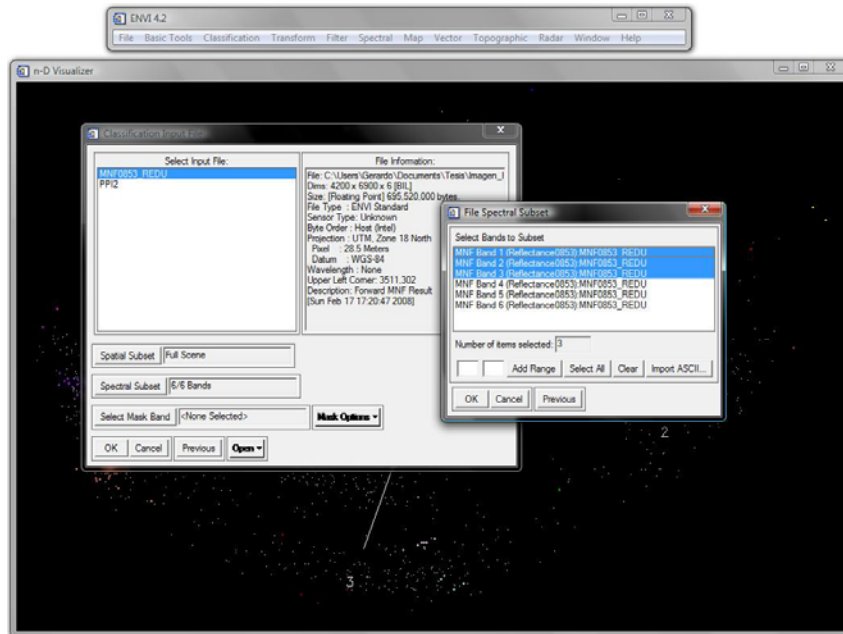 ENVI 4.2
File Basic Tools Classification Transform Filter Spectral Map Vector Topographic Radar Window Help
n-D Visualizer
Classification Input File
Select Input File:
MNF0853_REDU
PPI2
File Information:
File: C:\Users\Gerardo\Documents\Tesis\Imagen_I
Dims: 4200 x 6900 x 6 [BIL]
Size: [Floating Point] 695,520,000 bytes.
File Type : ENVI Standard
Sensor Type: Unknown
Byte Order : Host (Intel)
Projection : UTM, Zone 18 North
Pixel : 28.5 Meters
Datum : WGS-84
Wavelength : None
Upper Left Corner: 3511,302
Description: Forward MNF Result
[Sun Feb 17 17:20:47 2008]
Spatial Subset Full Scene
Spectral Subset 6/6 Bands
Select Mask Band <None Selected> Mask Options
OK Cancel Previous Open
File Spectral Subset
Select Bands to Subset
MNF Band 1 (Reflectance0853):MNF0853_REDU
MNF Band 2 (Reflectance0853):MNF0853_REDU
MNF Band 3 (Reflectance0853):MNF0853_REDU
MNF Band 4 (Reflectance0853):MNF0853_REDU
MNF Band 5 (Reflectance0853):MNF0853_REDU
MNF Band 6 (Reflectance0853):MNF0853_REDU
Number of items selected: 3
Add Range Select All Clear Import ASCII...
OK Cancel Previous
2
3